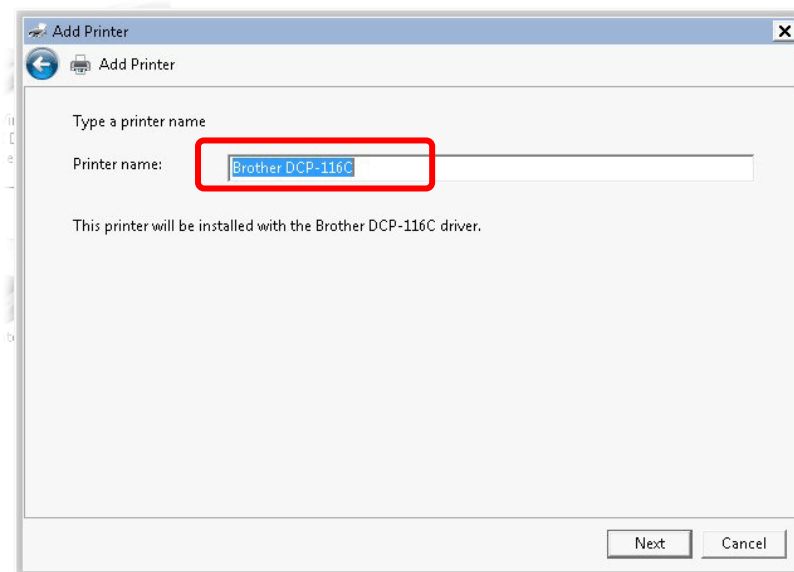 Add Printer
Add Printer
Type a printer name
Printer name: Brother DCP-116C
This printer will be installed with the Brother DCP-116C driver.
Next Cancel